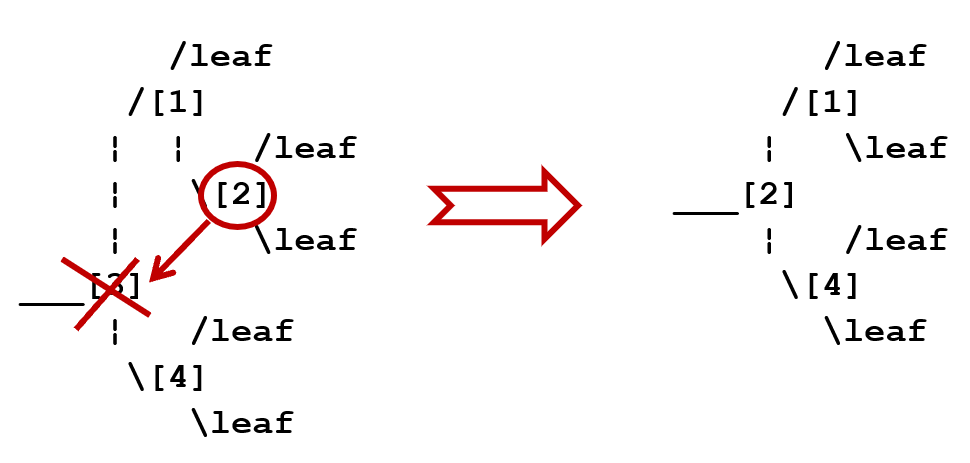 /leaf
/[1]
¦ ¦ /leaf
¦ \[2]
¦ \leaf
___[3]
¦ /leaf
\[4]
\leaf
/leaf
/[1]
¦ \leaf
___[2]
¦ /leaf
\[4]
\leaf